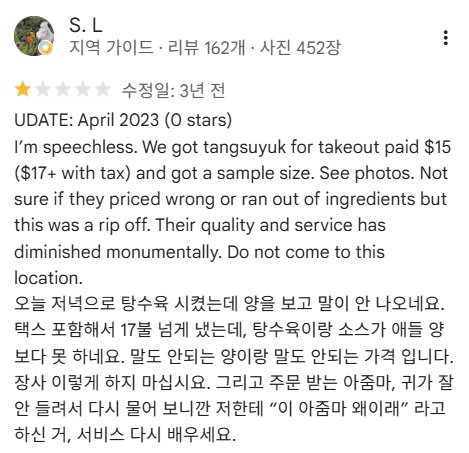 S. L
지역 가이드 · 리뷰 162개 · 사진 452장
수정일: 3년 전
UDATE: April 2023 (0 stars)
I'm speechless. We got tangsuyuk for takeout paid $15
($17+ with tax) and got a sample size. See photos. Not
sure if they priced wrong or ran out of ingredients but
this was a rip off. Their quality and service has
diminished monumentally. Do not come to this
location.
오늘 저녁으로 탕수육 시켰는데 양을 보고 말이 안 나오네요.
택스 포함해서 17불 넘게 냈는데, 탕수육이랑 소스가 애들 양
보다 못 하네요. 말도 안되는 양이랑 말도 안되는 가격 입니다.
장사 이렇게 하지 마십시요. 그리고 주문 받는 아줌마, 귀가 잘
안 들려서 다시 물어 보니깐 저한테 “이 아줌마 왜이래” 라고
하신 거, 서비스 다시 배우세요.